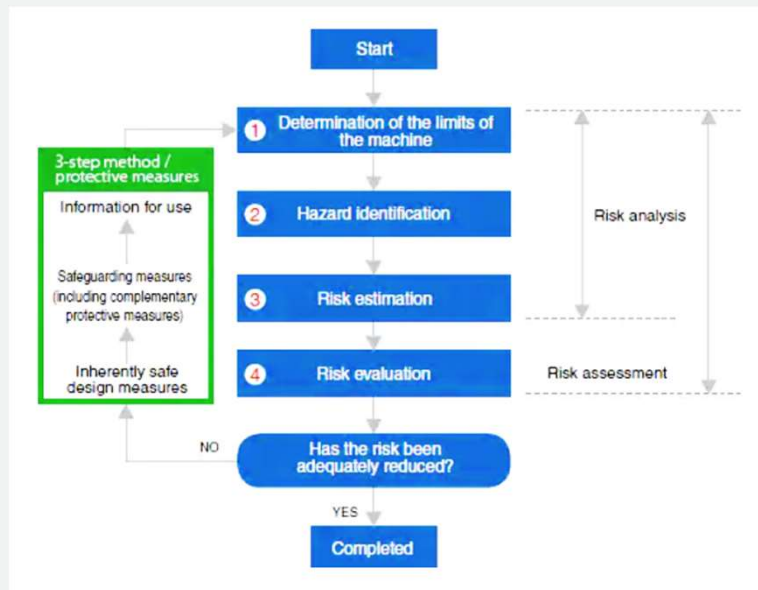 Start
1
Determination of the limits of
the machine
3-step method /
protective measures
Information for use
Safeguarding measures
(including complementary
protective measures)
Inherently safe
design measures
2
Hazard identification
Risk analysis
3
Risk estimation
4
Risk evaluation
Risk assessment
NO
Has the risk been
adequately reduced?
YES
Completed